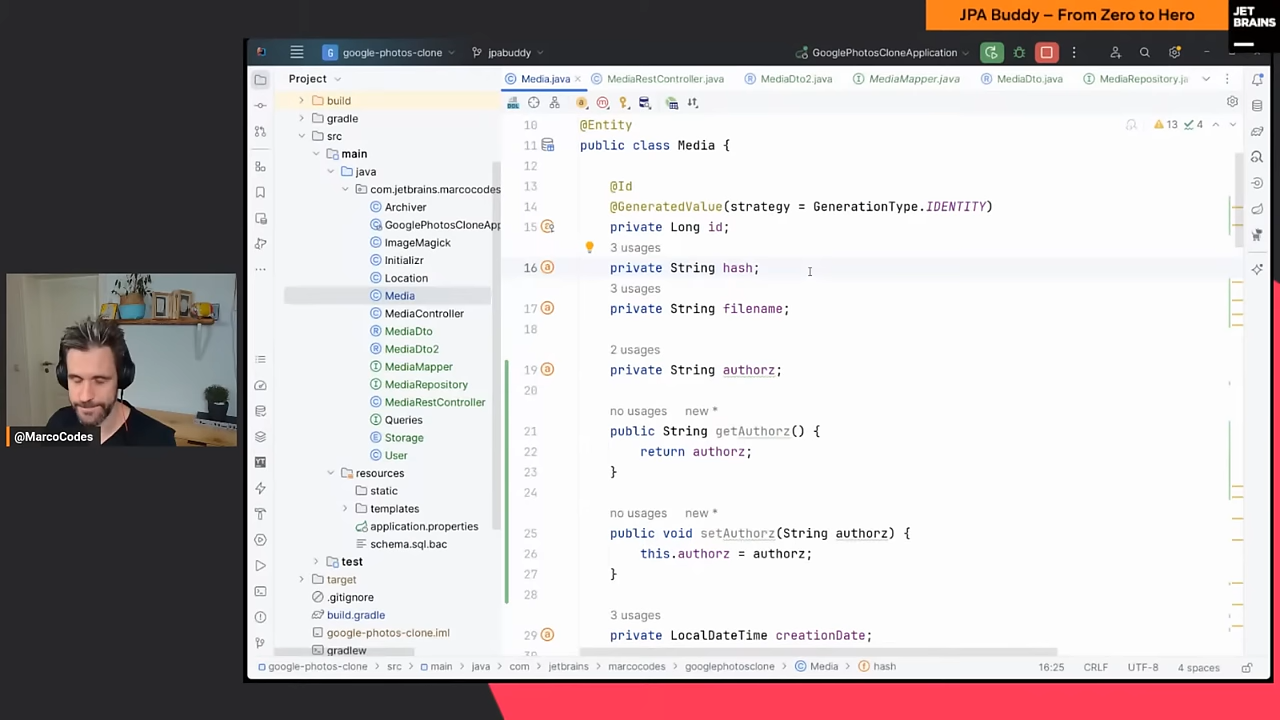 JPA Buddy – From Zero to Hero
JET
BRAINS
G google-photos-clone
jpabuddy
GooglePhotosCloneApplication
Project
Media.java
MediaRestController.java
MediaDto2.java
MediaMapper.java
MediaDto.java
MediaRepository.ja
build
gradle
src
main
java
com.jetbrains.marcocodes
Archiver
GooglePhotosCloneApp
ImageMagick
Initializr
Location
Media
MediaController
MediaDto
MediaDto2
MediaMapper
MediaRepository
MediaRestController
Queries
Storage
User
resources
static
templates
application.properties
schema.sql.bac
test
target
.gitignore
build.gradle
google-photos-clone.iml
gradlew
13 4
10 @Entity
11 public class Media {
12
13 @Id
14 @GeneratedValue(strategy = GenerationType.IDENTITY)
15 private Long id;
3 usages
16 private String hash;
3 usages
17 private String filename;
18
2 usages
19 private String authorz;
20
no usages new *
21 public String getAuthorz() {
22 return authorz;
23 }
24
no usages new *
25 public void setAuthorz(String authorz) {
26 this.authorz = authorz;
27 }
28
3 usages
29 private LocalDateTime creationDate;
@MarcoCodes
google-photos-clone > src > main > java > com > jetbrains > marcocodes > googlephotosclone > Media > hash
16:25 CRLF UTF-8 4 spaces